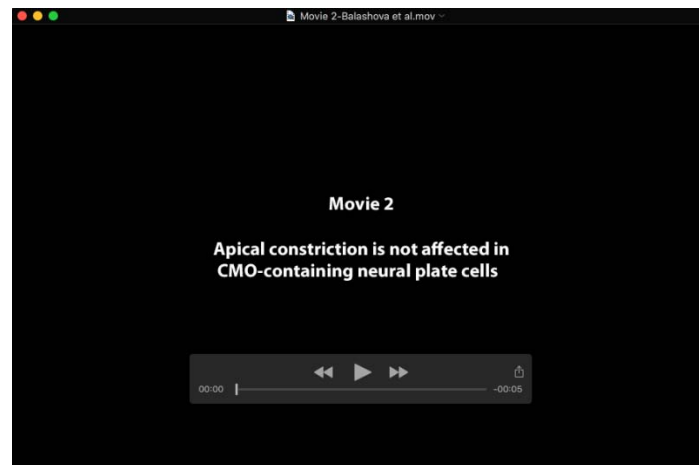 Movie 2-Balashova et al.mov
Movie 2
Apical constriction is not affected in
CMO-containing neural plate cells
00:00
-00:05